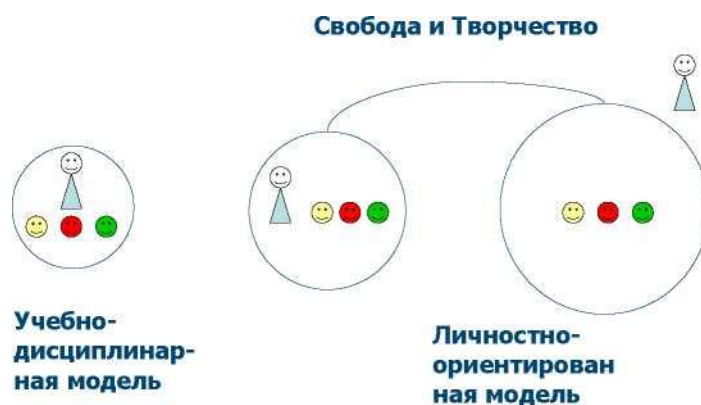 Свобода и Творчество
Учебно-
дисциплинар-
ная модель
Личностно-
ориентирован
ная модель